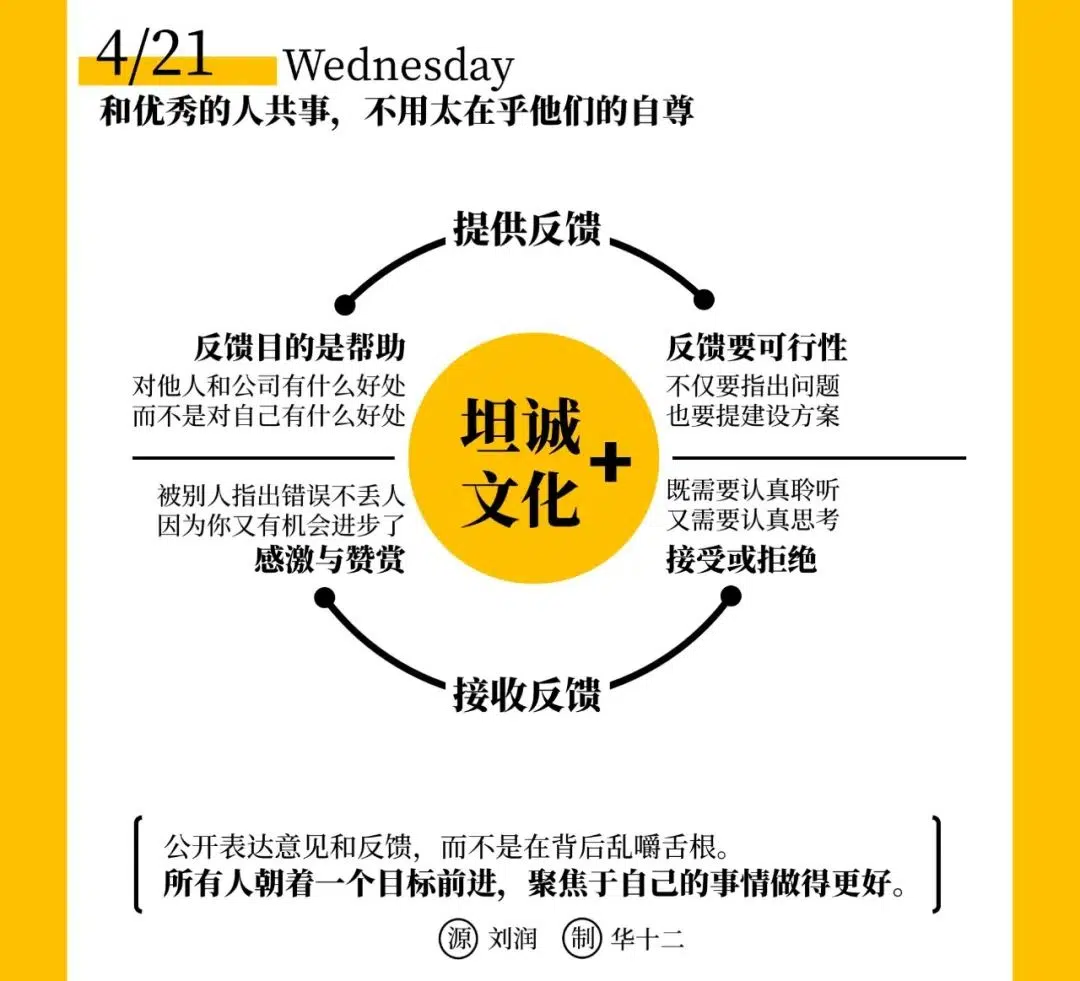 4/21 Wednesday
和优秀的人共事，不用太在乎他们的自尊
提供反馈
反馈目的是帮助
对他人和公司有什么好处
而不是对自己有什么好处
反馈要可行性
不仅要指出问题
也要提建设方案
坦诚
文化
+
被别人指出错误不丢人
因为你又有机会进步了
感激与赞赏
既需要认真聆听
又需要认真思考
接受或拒绝
接收反馈
公开表达意见和反馈，而不是在背后乱嚼舌根。
所有人朝着一个目标前进，聚焦于自己的事情做得更好。
源 刘润 制 华十二